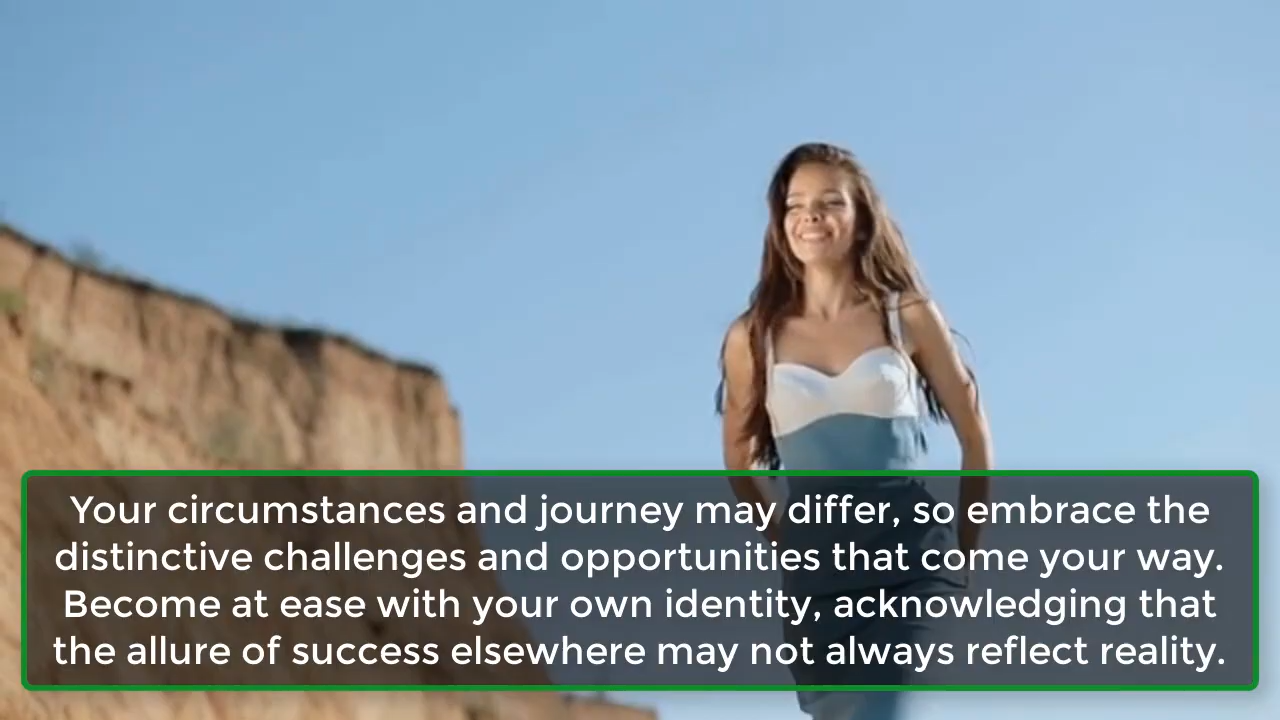 Your circumstances and journey may differ, so embrace the
distinctive challenges and opportunities that come your way.
Become at ease with your own identity, acknowledging that
the allure of success elsewhere may not always reflect reality.